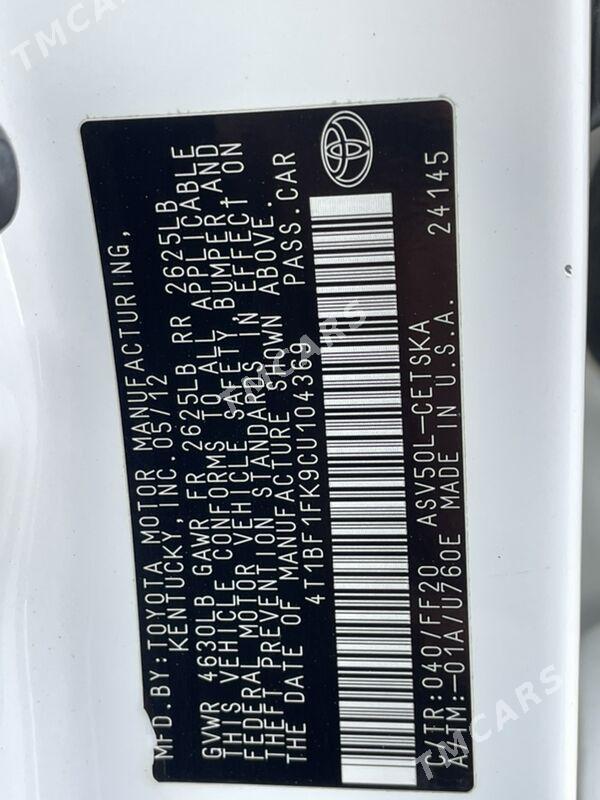 MFD.BY:TOYOTA MOTOR MANUFACTURING,
KENTUCKY, INC. 05/12
GVWR 4630LB GAWR FR 2625LB RR 2625LB
THIS VEHICLE CONFORMS TO ALL APPLICABLE
FEDERAL MOTOR VEHICLE SAFETY, BUMPER, AND
THEFT PREVENTION STANDARDS IN EFFECT ON
THE DATE OF MANUFACTURE SHOWN ABOVE.
4T1BF1FK9CU104369 PASS.CAR
C/TR:040/FF20 ASV50L-CETSKA 24145
A/TM:-01A/U760E MADE IN U.S.A.
TMCARS
TMCARS
TMCARS
TMCARS